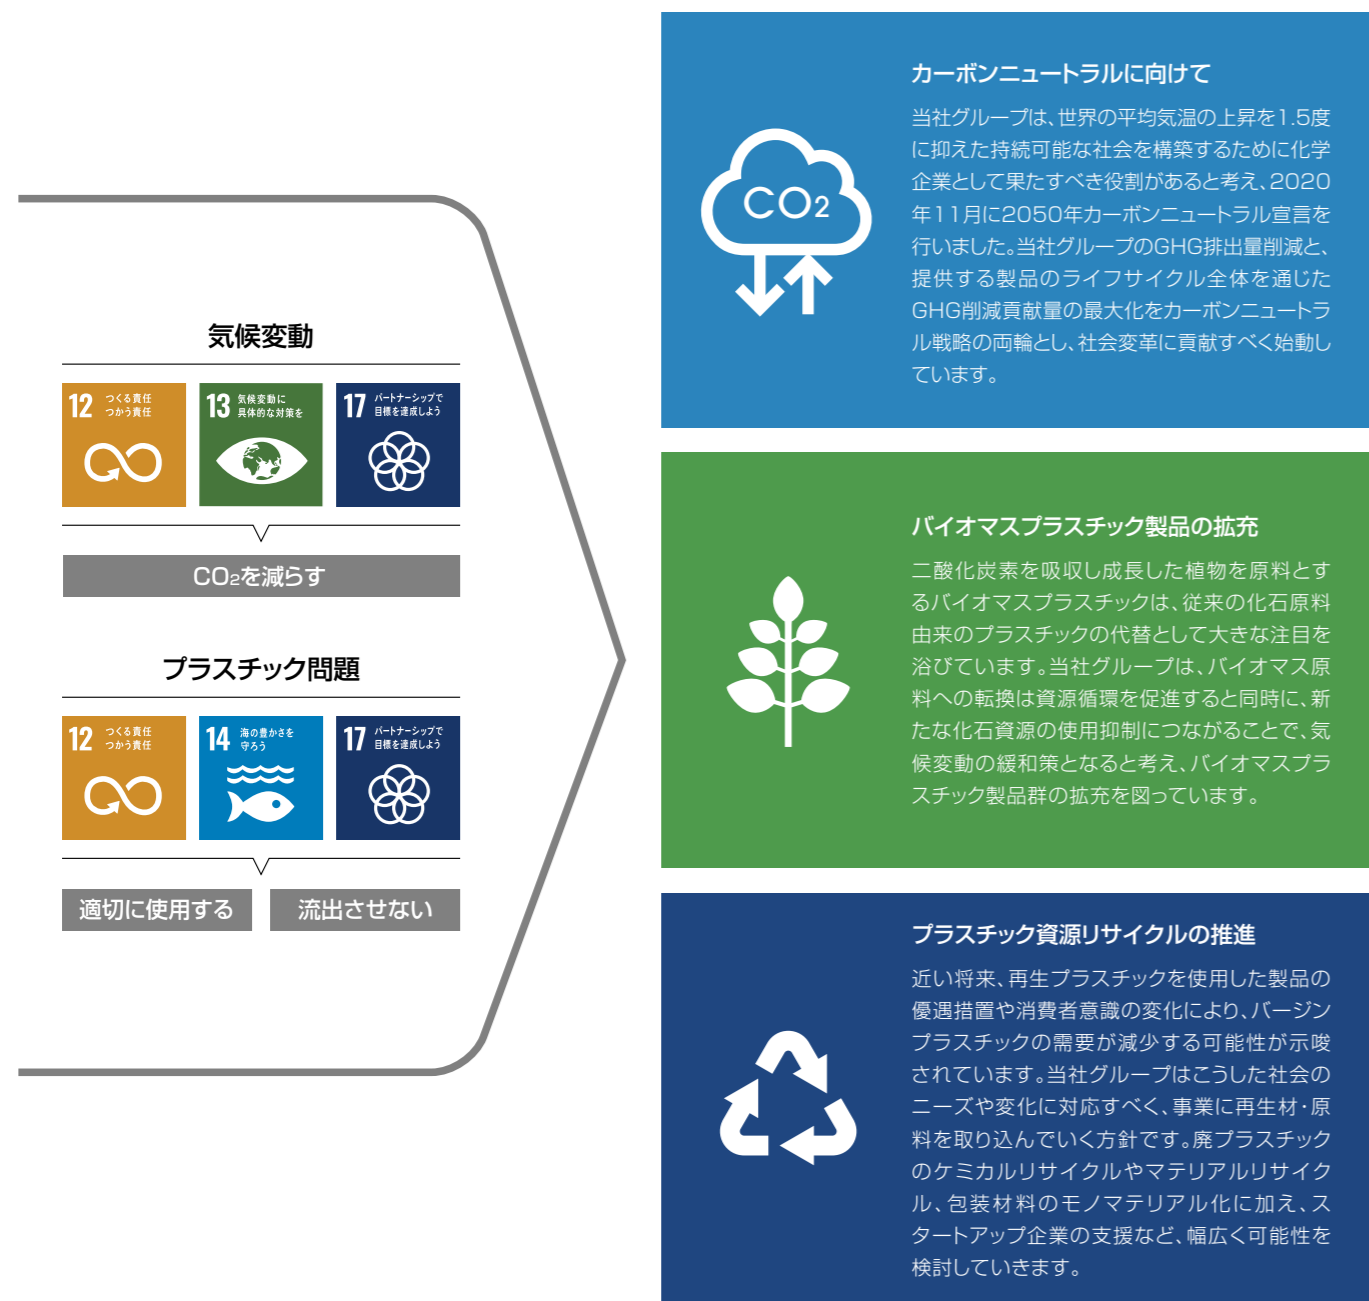 気候変動
12 つくる責任
つかう責任
13 気候変動に
具体的な対策を
17 パートナーシップで
目標を達成しよう
CO₂を減らす
プラスチック問題
12 つくる責任
つかう責任
14 海の豊かさを
守ろう
17 パートナーシップで
目標を達成しよう
適切に使用する
流出させない
CO2
カーボンニュートラルに向けて
当社グループは、世界の平均気温の上昇を1.5度
に抑えた持続可能な社会を構築するために化学
企業として果たすべき役割があると考え、2020
年11月に2050年カーボンニュートラル宣言を
行いました。当社グループのGHG排出量削減と、
提供する製品のライフサイクル全体を通じた
GHG削減貢献量の最大化をカーボンニュートラ
ル戦略の両輪とし、社会変革に貢献すべく始動し
ています。
バイオマスプラスチック製品の拡充
二酸化炭素を吸収し成長した植物を原料とす
るバイオマスプラスチックは、従来の化石原料
由来のプラスチックの代替として大きな注目を
浴びています。当社グループは、バイオマス原
料への転換は資源循環を促進すると同時に、新
たな化石資源の使用抑制につながることで、気
候変動の緩和策となると考え、バイオマスプラ
スチック製品群の拡充を図っています。
プラスチック資源リサイクルの推進
近い将来、再生プラスチックを使用した製品の
優遇措置や消費者意識の変化により、バージン
プラスチックの需要が減少する可能性が示唆
されています。当社グループはこうした社会の
ニーズや変化に対応すべく、事業に再生材・原
料を取り込んでいく方針です。廃プラスチック
のケミカルリサイクルやマテリアルリサイク
ル、包装材料のモノマテリアル化に加え、ス
タートアップ企業の支援など、幅広く可能性を
検討していきます。